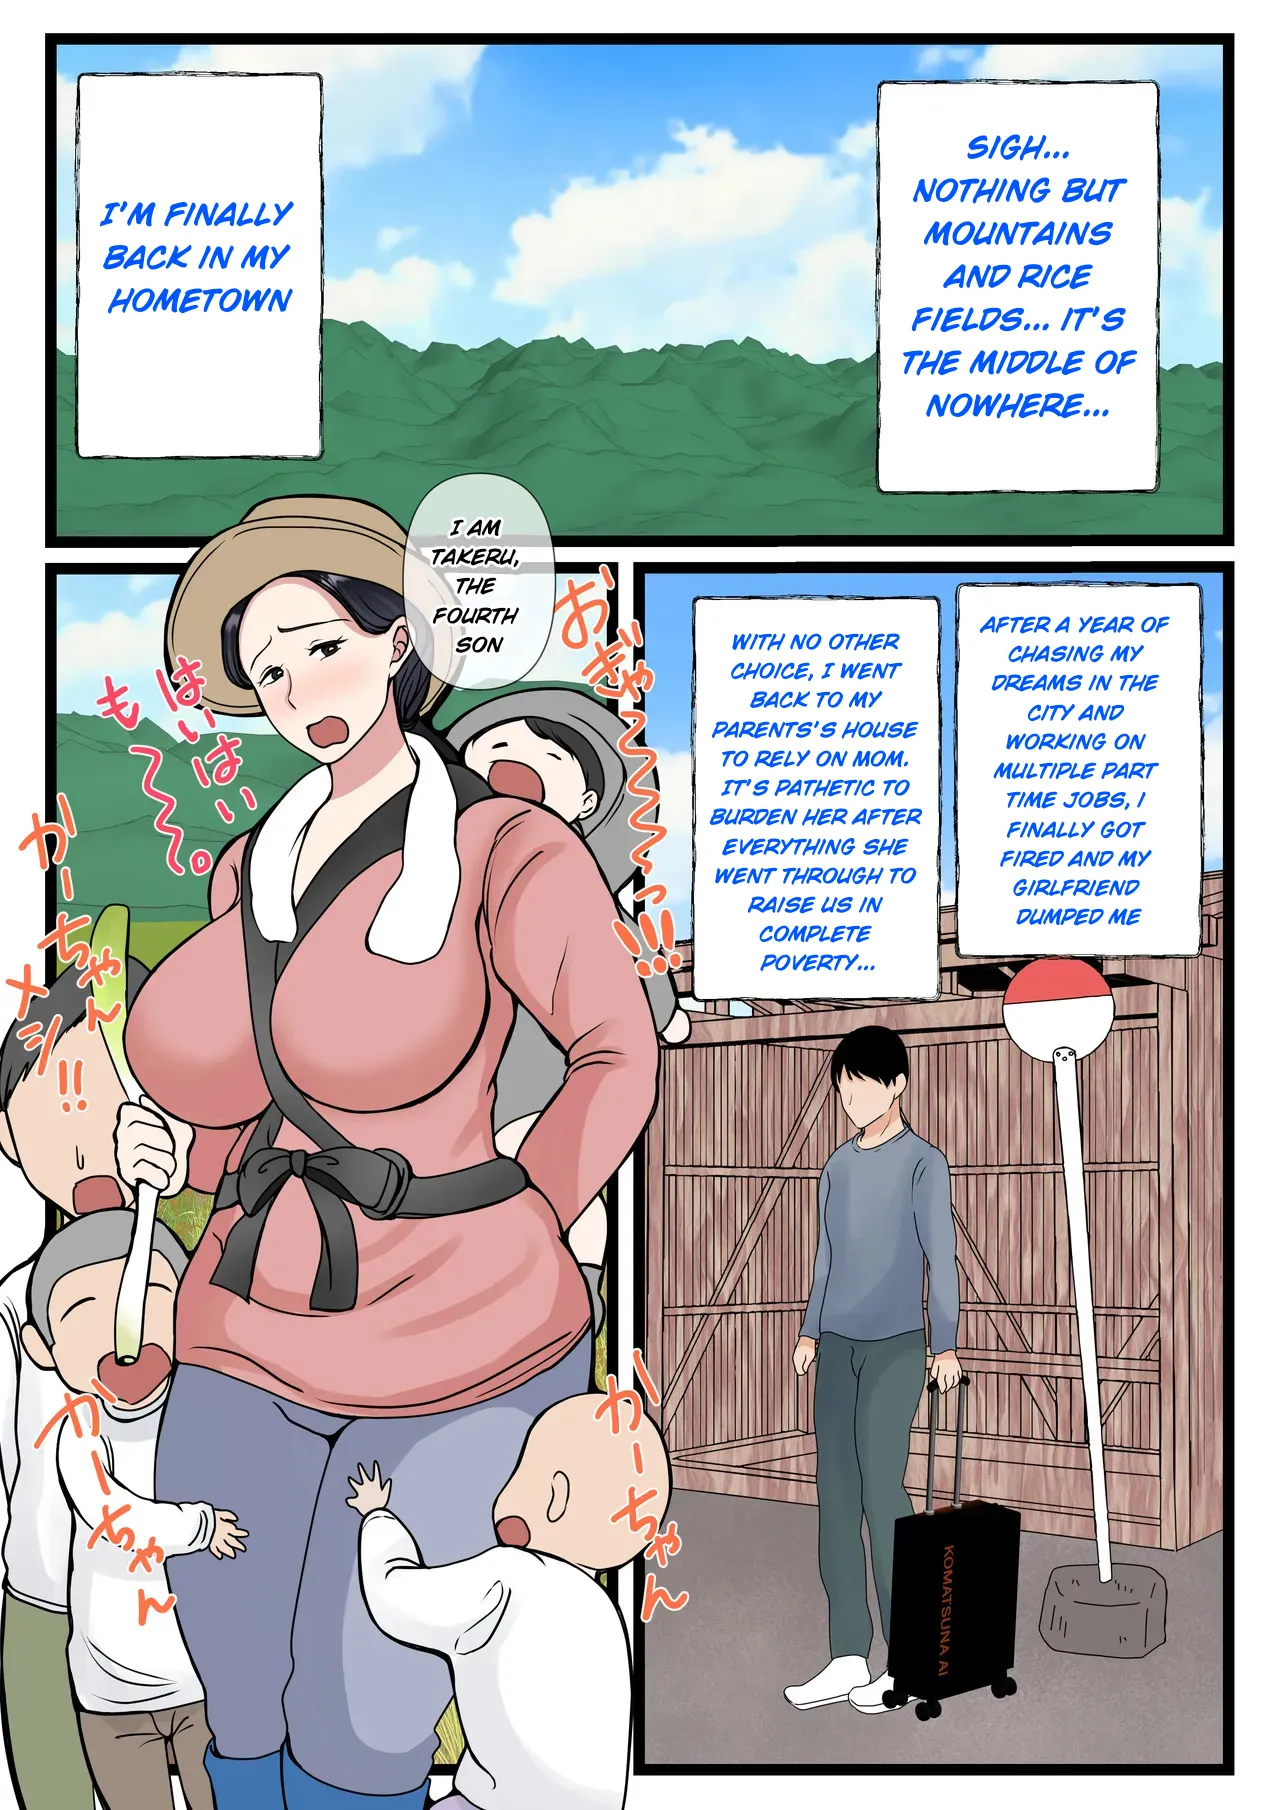 SIGH...
NOTHING BUT
MOUNTAINS
AND RICE
FIELDS... IT'S
THE MIDDLE OF
NOWHERE...
I'M FINALLY
BACK IN MY
HOMETOWN
AFTER A YEAR OF
CHASING MY
DREAMS IN THE
CITY AND
WORKING ON
MULTIPLE PART
TIME JOBS, I
FINALLY GOT
FIRED AND MY
GIRLFRIEND
DUMPED ME
WITH NO OTHER
CHOICE, I WENT
BACK TO MY
PARENTS'S HOUSE
TO RELY ON MOM.
IT'S PATHETIC TO
BURDEN HER AFTER
EVERYTHING SHE
WENT THROUGH TO
RAISE US IN
COMPLETE
POVERTY...
KOMATSUNA AI
I AM
TAKERU,
THE
FOURTH
SON
おぎゃ～～～～っ!!!
はいはい
も～～。
かーちゃん
メシ!!
かーちゃん
かーちゃん